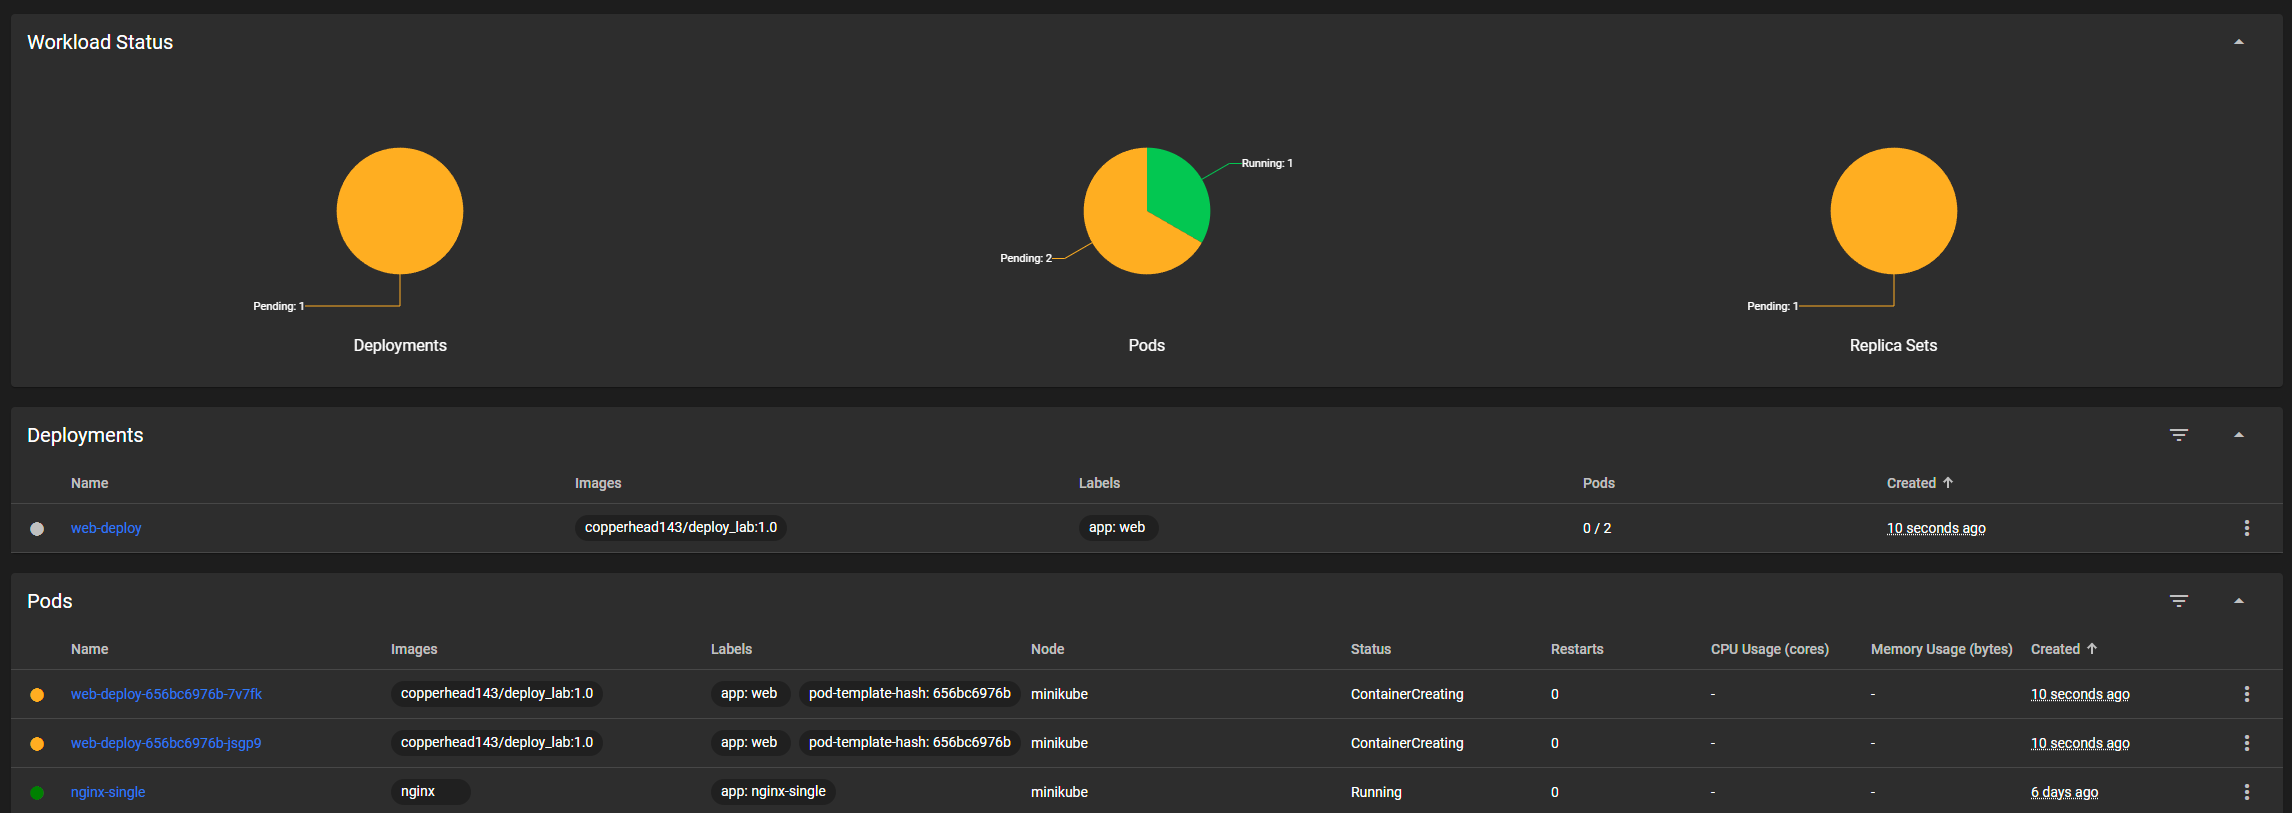 Workload Status
Running: 1
Pending: 2
Pending: 1
Pending: 1
Deployments
Pods
Replica Sets
Deployments
Name Images Labels Pods Created
web-deploy copperhead143/deploy_lab:1.0 app: web 0 / 2 10 seconds ago
Pods
Name Images Labels Node Status Restarts CPU Usage (cores) Memory Usage (bytes) Created
web-deploy-656bc6976b-7v7fk copperhead143/deploy_lab:1.0 app: web pod-template-hash: 656bc6976b minikube ContainerCreating 0 - - 10 seconds ago
web-deploy-656bc6976b-jsgp9 copperhead143/deploy_lab:1.0 app: web pod-template-hash: 656bc6976b minikube ContainerCreating 0 - - 10 seconds ago
nginx-single nginx app: nginx-single minikube Running 0 - - 6 days ago